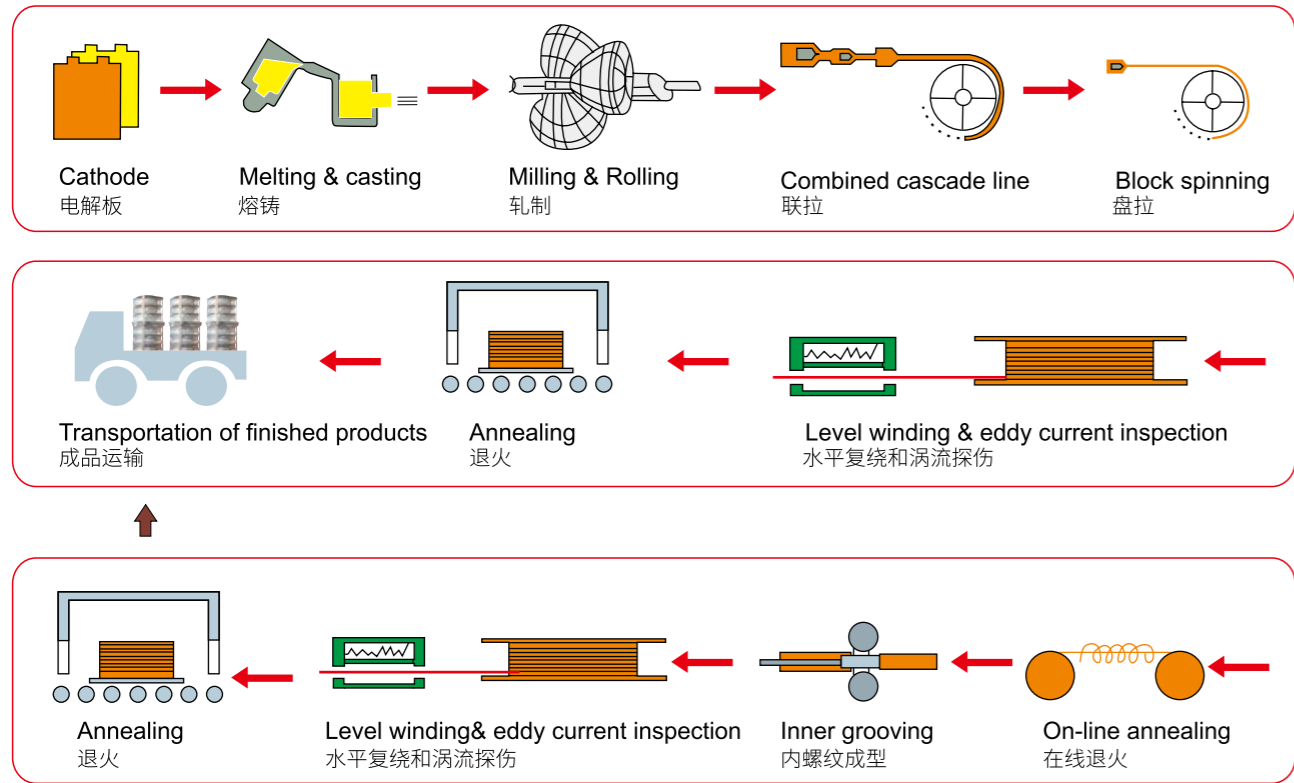 Cathode
电解板
Melting & casting
熔铸
Milling & Rolling
轧制
Combined cascade line
联拉
Block spinning
盘拉
Transportation of finished products
成品运输
Annealing
退火
Level winding & eddy current inspection
水平复绕和涡流探伤
Annealing
退火
Level winding& eddy current inspection
水平复绕和涡流探伤
Inner grooving
内螺纹成型
On-line annealing
在线退火